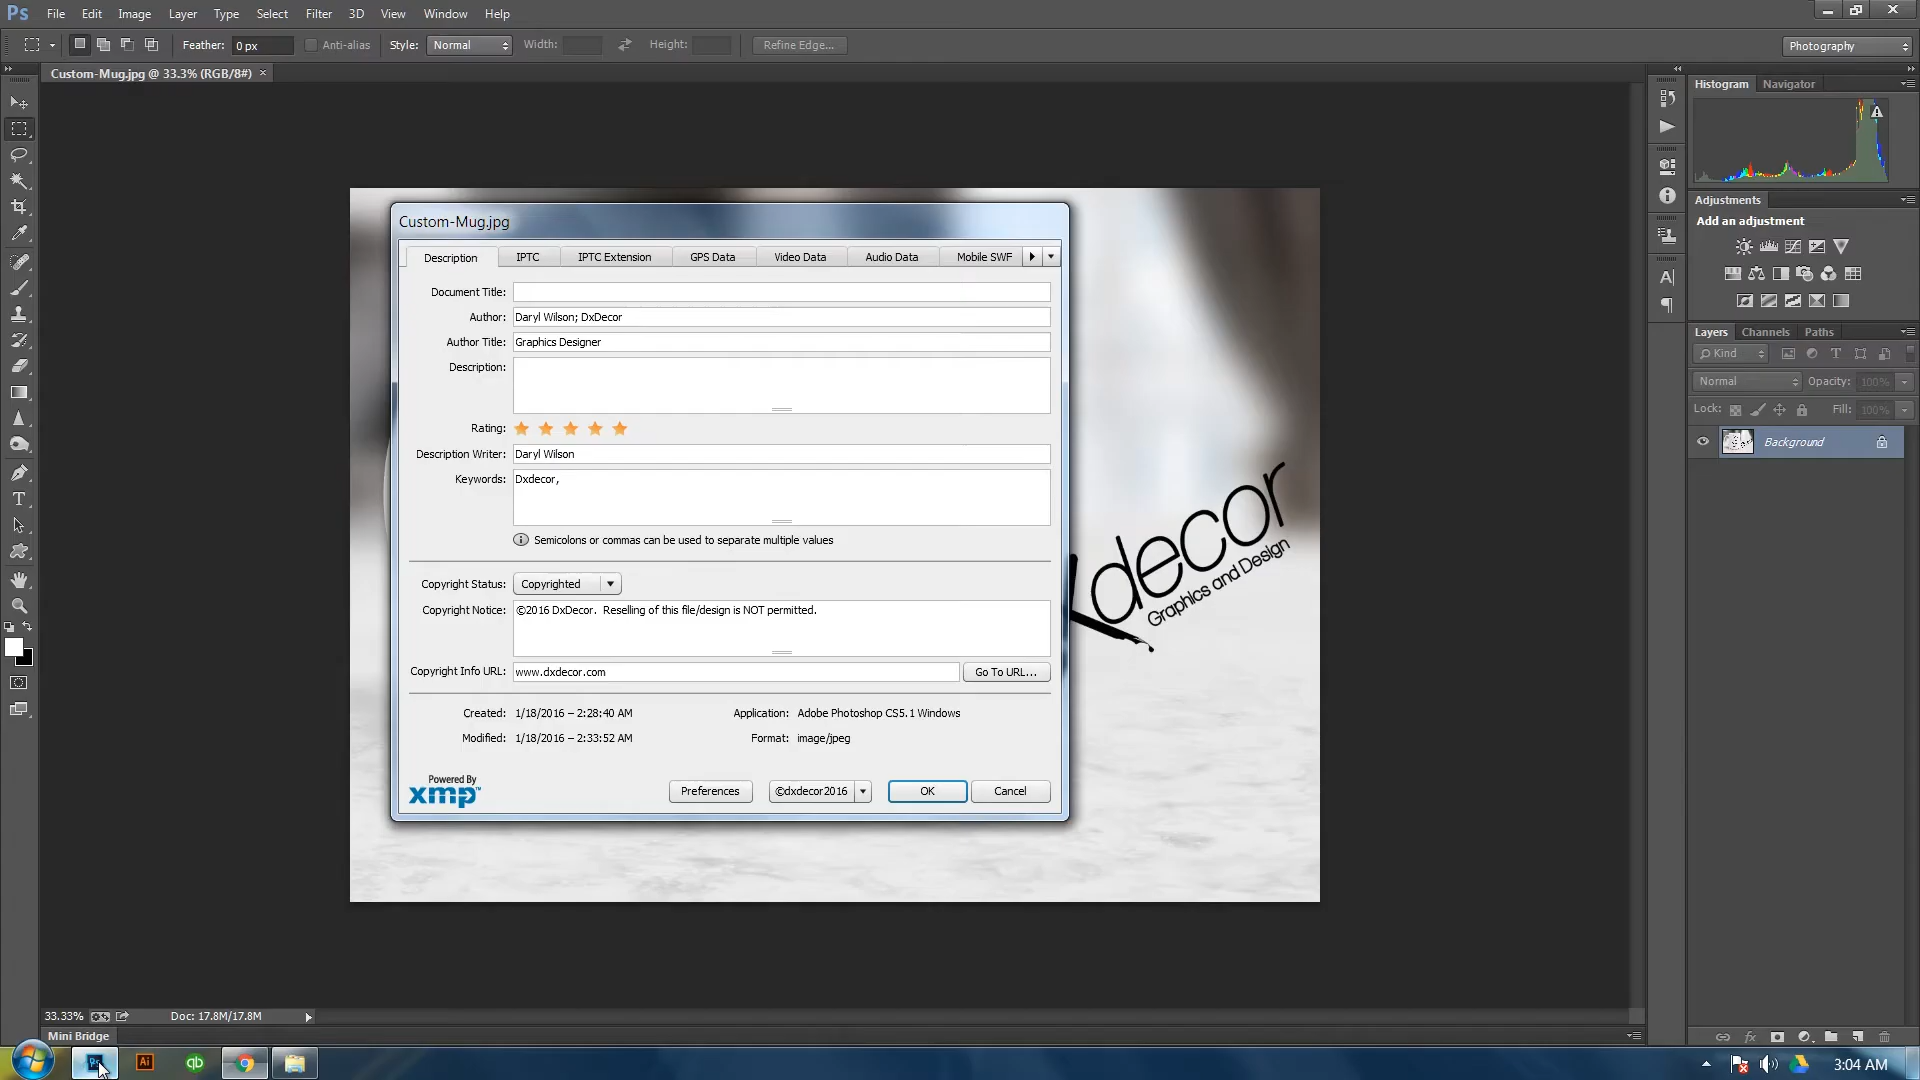 Ps File Edit Image Layer Type Select Filter 3D View Window Help
Feather: 0 px Anti-alias Style: Normal Width: Height: Refine Edge... Photography
Custom-Mug.jpg @ 33.3% (RGB/8#) ×
Histogram Navigator
Custom-Mug.jpg
Description IPTC IPTC Extension GPS Data Video Data Audio Data Mobile SWF
Document Title:
Author: Daryl Wilson; DxDecor
Author Title: Graphics Designer
Description:
Rating:
Description Writer: Daryl Wilson
Keywords: Dxdecor,
Semicolons or commas can be used to separate multiple values
Copyright Status: Copyrighted
Copyright Notice: ©2016 DxDecor.  Reselling of this file/design is NOT permitted.
Copyright Info URL: www.dxdecor.com Go To URL...
Created: 1/18/2016 – 2:28:40 AM Application: Adobe Photoshop CS5.1 Windows
Modified: 1/18/2016 – 2:33:52 AM Format: image/jpeg
Powered By
xmp™ Preferences ©dxdecor2016 OK Cancel
decor
Graphics and Design
Adjustments
Add an adjustment
Layers Channels Paths
Kind
Normal Opacity: 100%
Lock: Fill: 100%
Background
33.33% Doc: 17.8M/17.8M
Mini Bridge
Ps Ai qb 3:04 AM